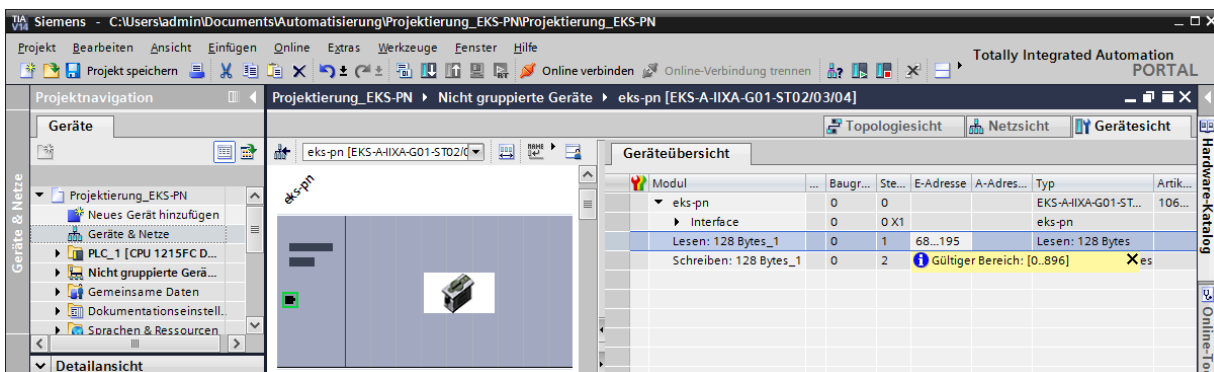 TIA V14 Siemens - C:\Users\admin\Documents\Automatisierung\Projektierung_EKS-PN\Projektierung_EKS-PN
Projekt Bearbeiten Ansicht Einfügen Online Extras Werkzeuge Fenster Hilfe
Totally Integrated Automation
PORTAL
Projekt speichern Online verbinden Online-Verbindung trennen
Projektnavigation
Projektierung_EKS-PN Nicht gruppierte Geräte eks-pn [EKS-A-IIXA-G01-ST02/03/04]
Geräte
Topologiesicht Netzsicht Gerätesicht
eks-pn [EKS-A-IIXA-G01-ST02/0
Geräteübersicht
Geräte & Netze
Projektierung_EKS-PN
Neues Gerät hinzufügen
Geräte & Netze
PLC_1 [CPU 1215FC D...
Nicht gruppierte Gerä...
Gemeinsame Daten
Dokumentationseinstell..
Sprachen & Ressourcen
Detailansicht
eks-pn
Modul ... Baugr... Ste... E-Adresse A-Adres... Typ Artik...
eks-pn 0 0 EKS-A-IIXA-G01-ST... 106...
Interface 0 0 X1 eks-pn
Lesen: 128 Bytes_1 0 1 68...195 Lesen: 128 Bytes
Schreiben: 128 Bytes_1 0 2 Gültiger Bereich: [0..896] es
Hardware-Katalog
Online-To